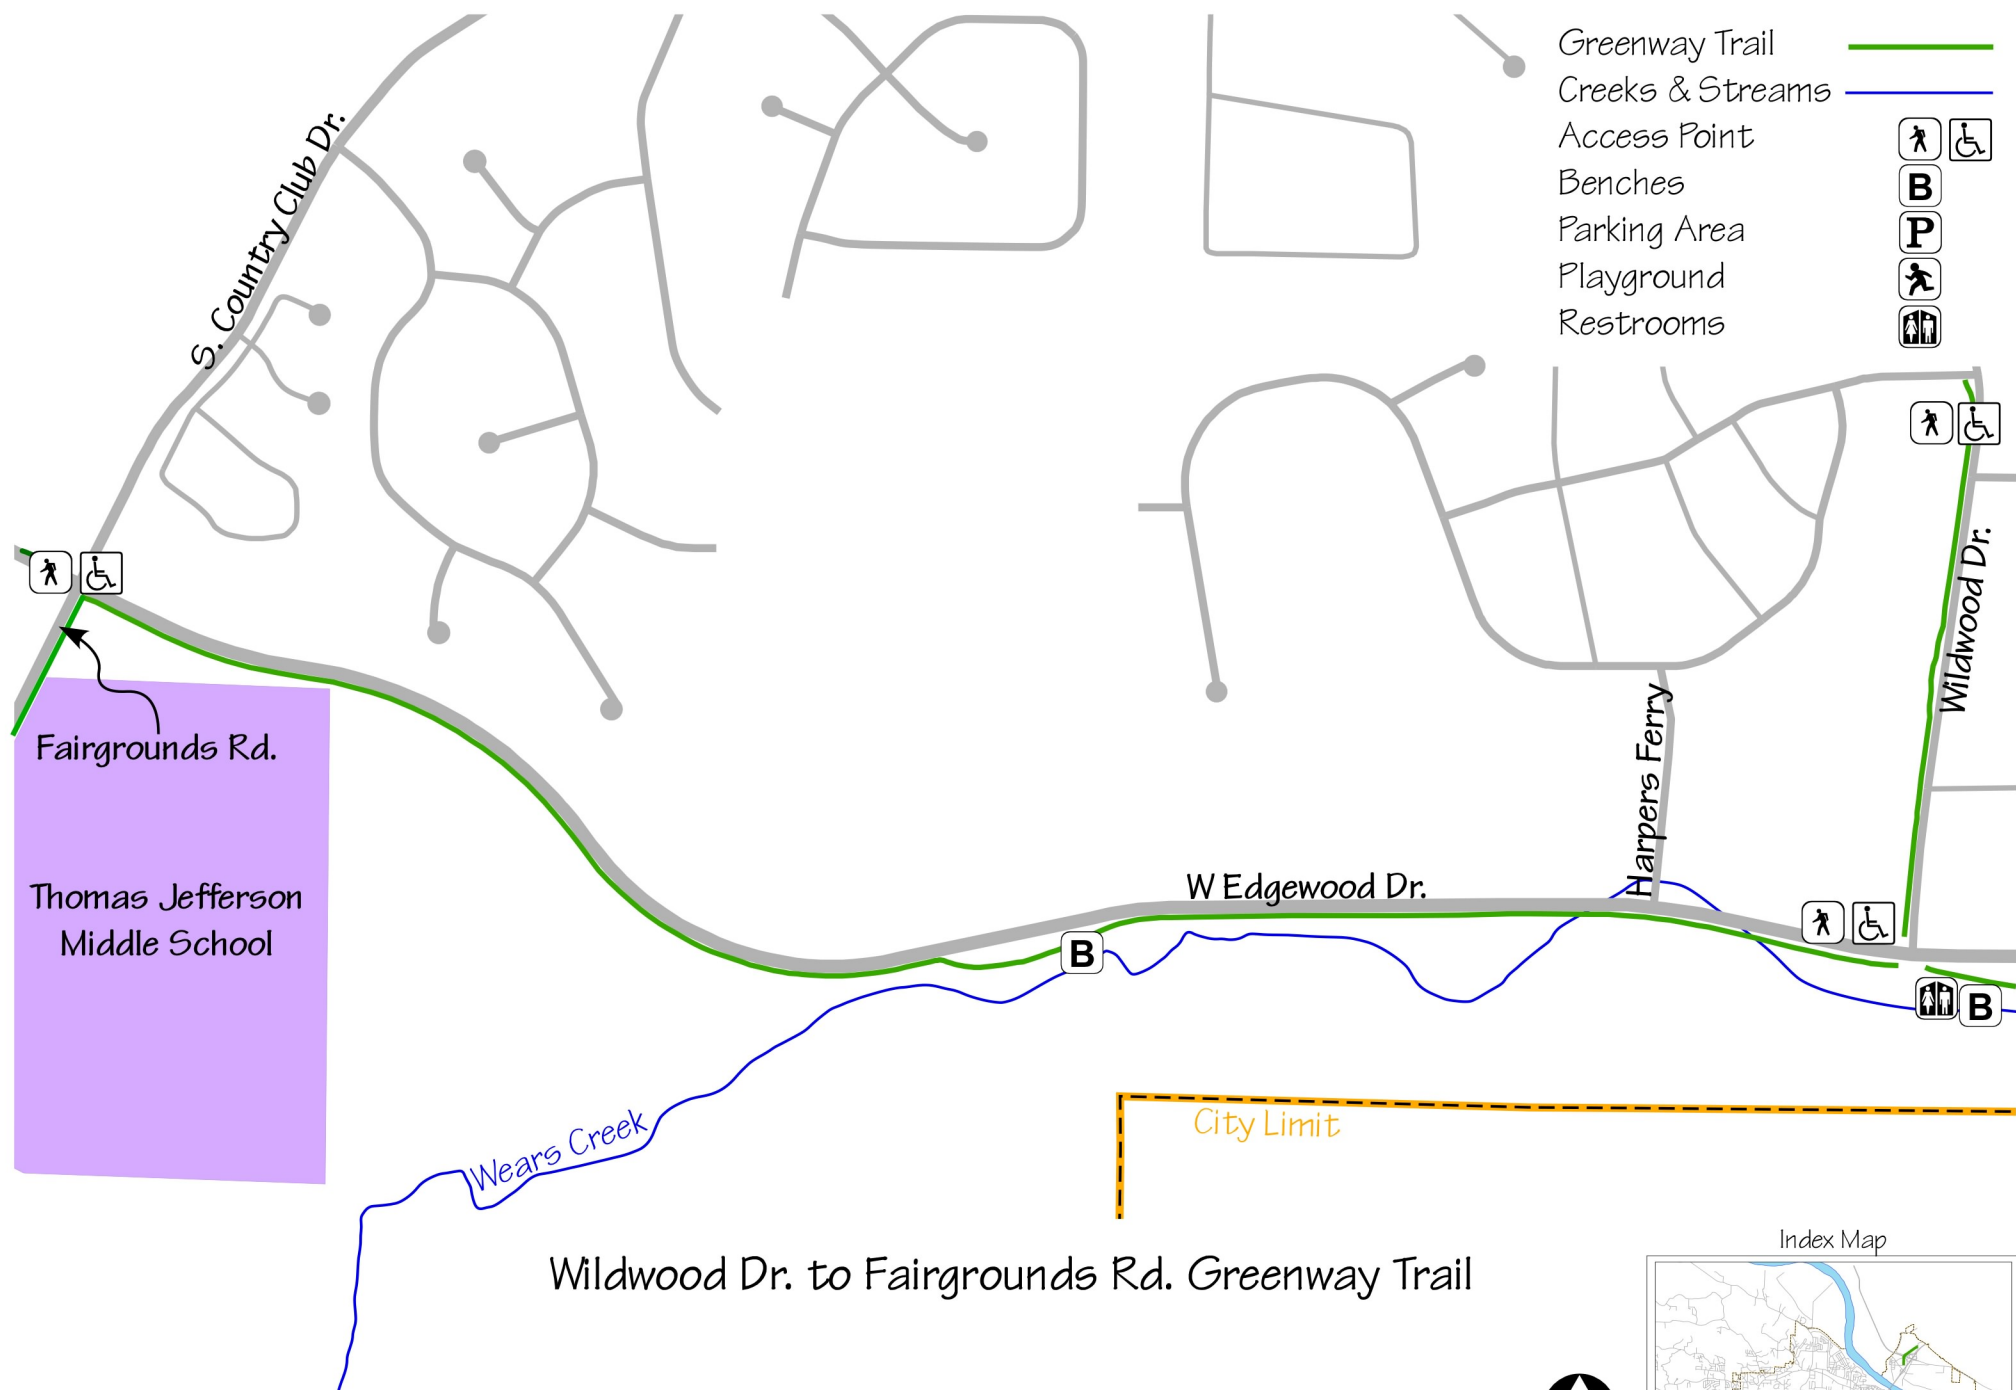 Greenway Trail
Creeks & Streams
Access Point
Benches
B
Parking Area
P
Playground
Restrooms
S. Country Club Dr.
Wildwood Dr.
Fairgrounds Rd.
Harpers Ferry
Thomas Jefferson
Middle School
W Edgewood Dr.
B
B
City Limit
Wears Creek
Wildwood Dr. to Fairgrounds Rd. Greenway Trail
Index Map